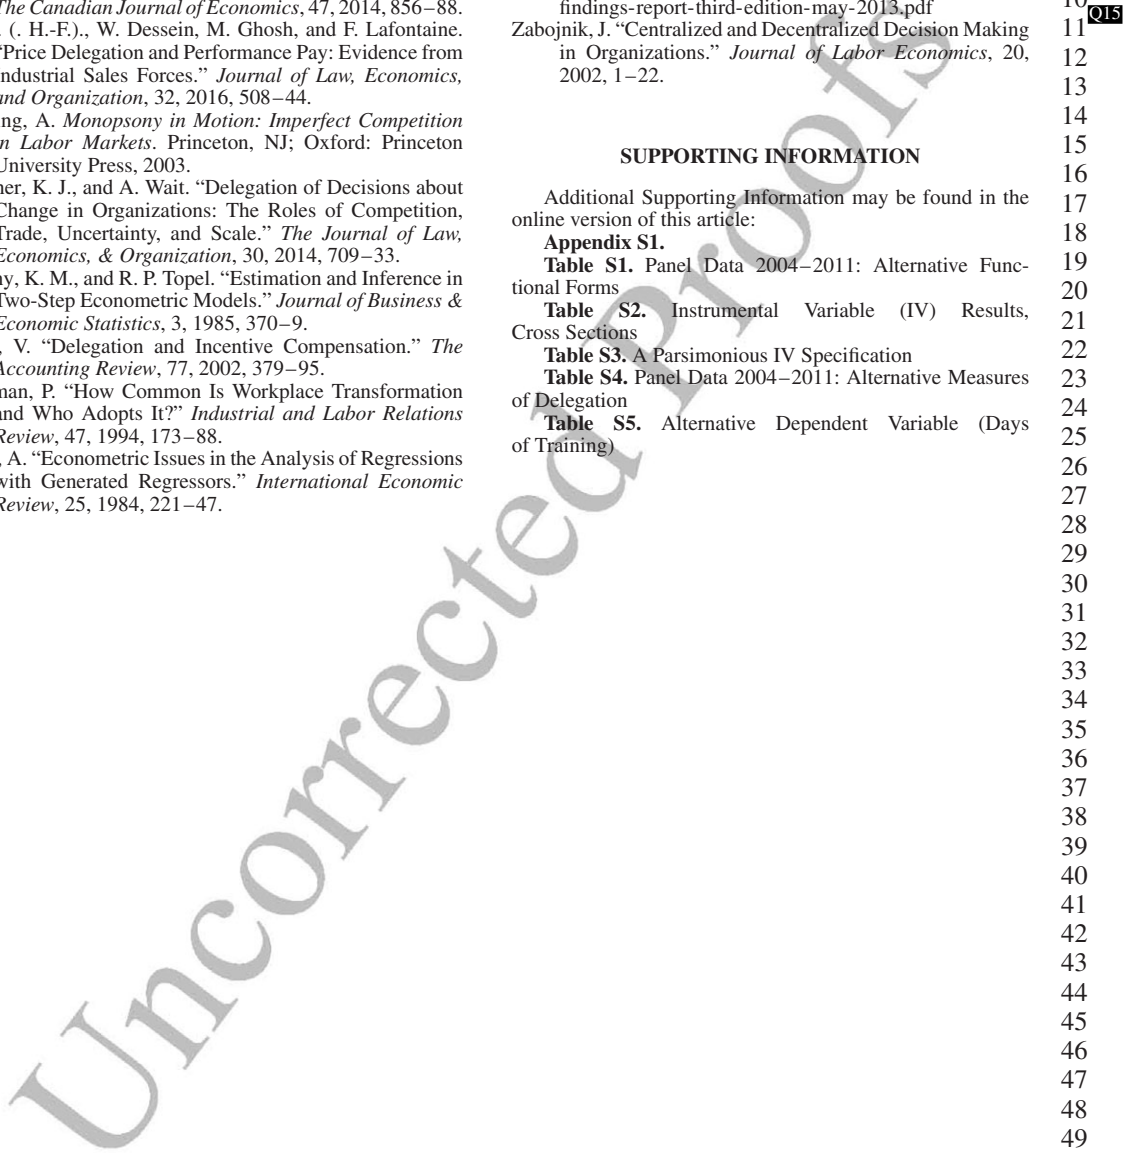 The Canadian Journal of Economics, 47, 2014, 856–88.
(. H.-F.)., W. Dessein, M. Ghosh, and F. Lafontaine.
“Price Delegation and Performance Pay: Evidence from
Industrial Sales Forces.” Journal of Law, Economics,
and Organization, 32, 2016, 508–44.
ing, A. Monopsony in Motion: Imperfect Competition
in Labor Markets. Princeton, NJ; Oxford: Princeton
University Press, 2003.
ner, K. J., and A. Wait. “Delegation of Decisions about
Change in Organizations: The Roles of Competition,
Trade, Uncertainty, and Scale.” The Journal of Law,
Economics, & Organization, 30, 2014, 709–33.
hy, K. M., and R. P. Topel. “Estimation and Inference in
Two-Step Econometric Models.” Journal of Business &
Economic Statistics, 3, 1985, 370–9.
, V. “Delegation and Incentive Compensation.” The
Accounting Review, 77, 2002, 379–95.
man, P. “How Common Is Workplace Transformation
and Who Adopts It?” Industrial and Labor Relations
Review, 47, 1994, 173–88.
, A. “Econometric Issues in the Analysis of Regressions
with Generated Regressors.” International Economic
Review, 25, 1984, 221–47.
findings-report-third-edition-may-2013.pdf
Zabojnik, J. “Centralized and Decentralized Decision Making
in Organizations.” Journal of Labor Economics, 20,
2002, 1–22.
SUPPORTING INFORMATION
Additional Supporting Information may be found in the
online version of this article:
Appendix S1.
Table S1. Panel Data 2004–2011: Alternative Func-
tional Forms
Table S2. Instrumental Variable (IV) Results,
Cross Sections
Table S3. A Parsimonious IV Specification
Table S4. Panel Data 2004–2011: Alternative Measures
of Delegation
Table S5. Alternative Dependent Variable (Days
of Training)
10
Q15
11
12
13
14
15
16
17
18
19
20
21
22
23
24
25
26
27
28
29
30
31
32
33
34
35
36
37
38
39
40
41
42
43
44
45
46
47
48
49
Uncorrected Proofs